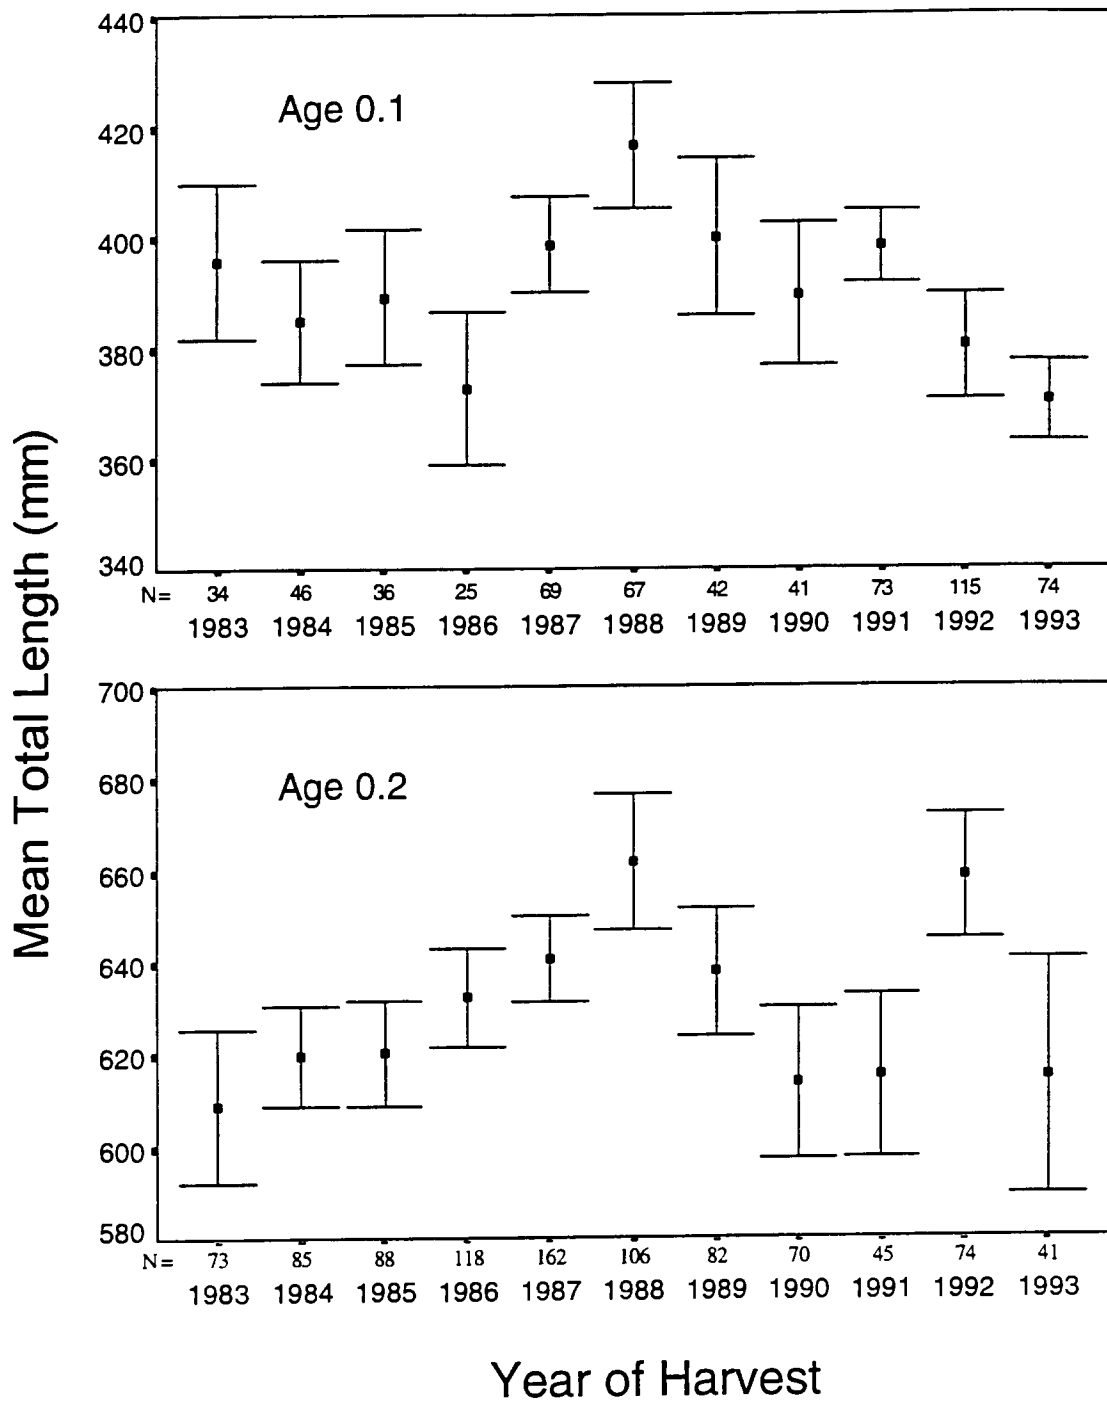 Mean Total Length (mm)
440
420
400
380
360
340
Age 0.1
N= 34 46 36 25 69 67 42 41 73 115 74
1983 1984 1985 1986 1987 1988 1989 1990 1991 1992 1993
700
680
660
640
620
600
580
Age 0.2
N= 73 85 88 118 162 106 82 70 45 74 41
1983 1984 1985 1986 1987 1988 1989 1990 1991 1992 1993
Year of Harvest